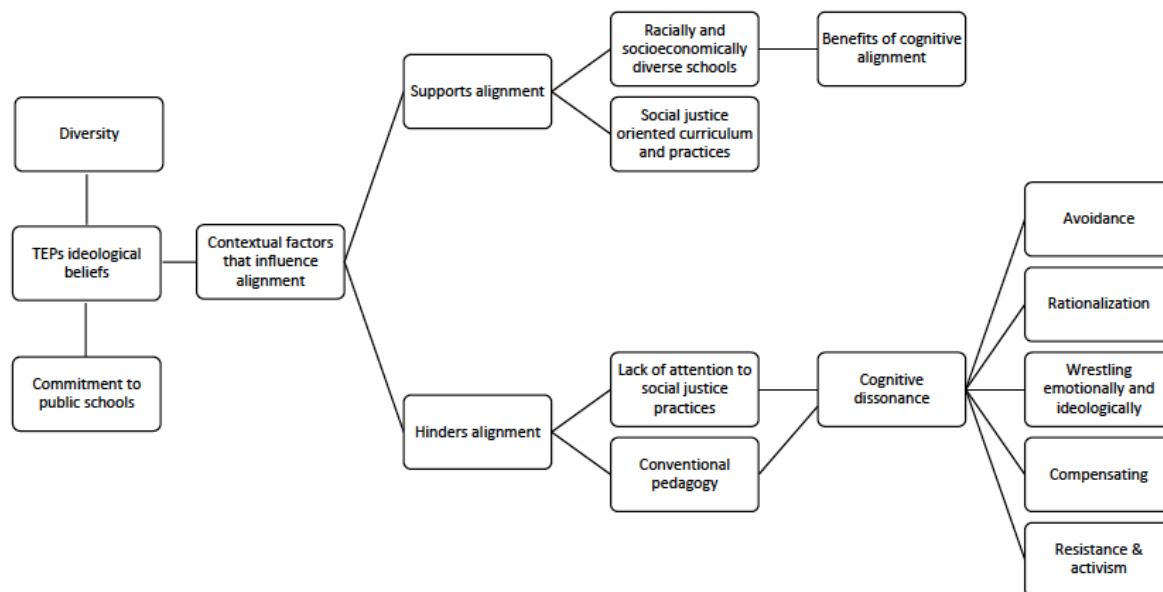 Diversity
TEPs ideological
beliefs
Commitment to
public schools
Contextual factors
that influence
alignment
Supports alignment
Racially and
socioeconomically
diverse schools
Benefits of cognitive
alignment
Social justice
oriented curriculum
and practices
Hinders alignment
Lack of attention to
social justice
practices
Conventional
pedagogy
Cognitive
dissonance
Avoidance
Rationalization
Wrestling
emotionally and
ideologically
Compensating
Resistance &
activism